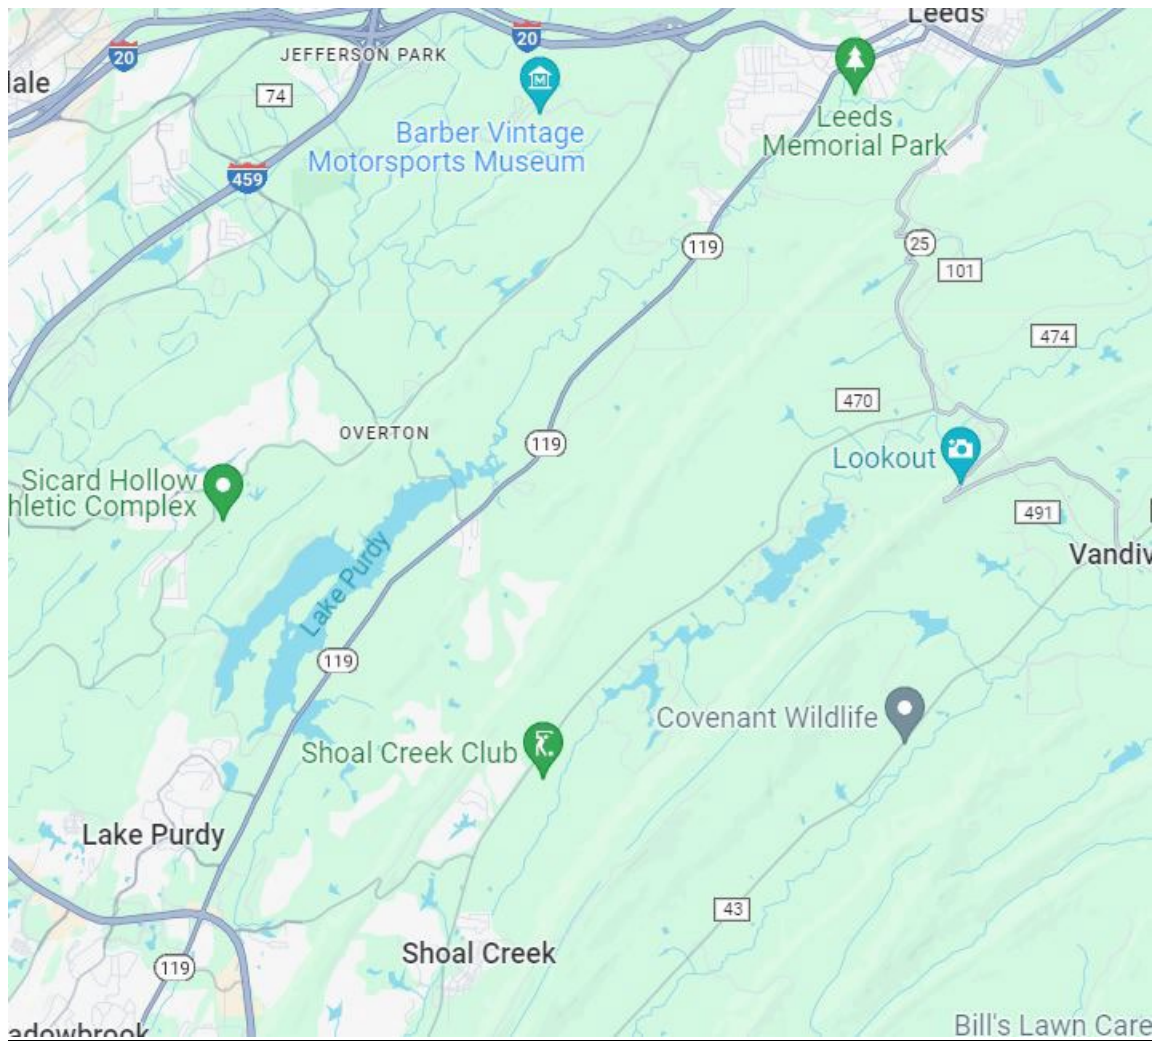 Leeds
20
20
JEFFERSON PARK
dale
74
Barber Vintage
Motorsports Museum
Leeds
Memorial Park
459
119
25
101
474
470
OVERTON
119
Lookout
Sicard Hollow
hletic Complex
491
Vandiv
Lake Purdy
119
Covenant Wildlife
Shoal Creek Club
Lake Purdy
43
Shoal Creek
119
adowbrook
Bill's Lawn Care